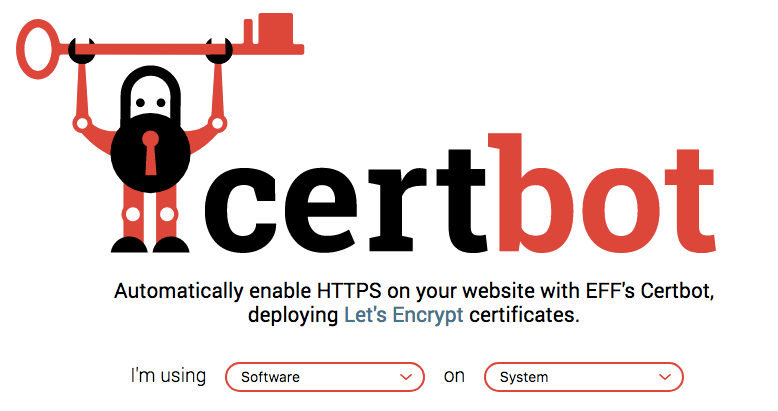 certbot
Automatically enable HTTPS on your website with EFF's Certbot,
deploying Let's Encrypt certificates.
I'm using Software on System